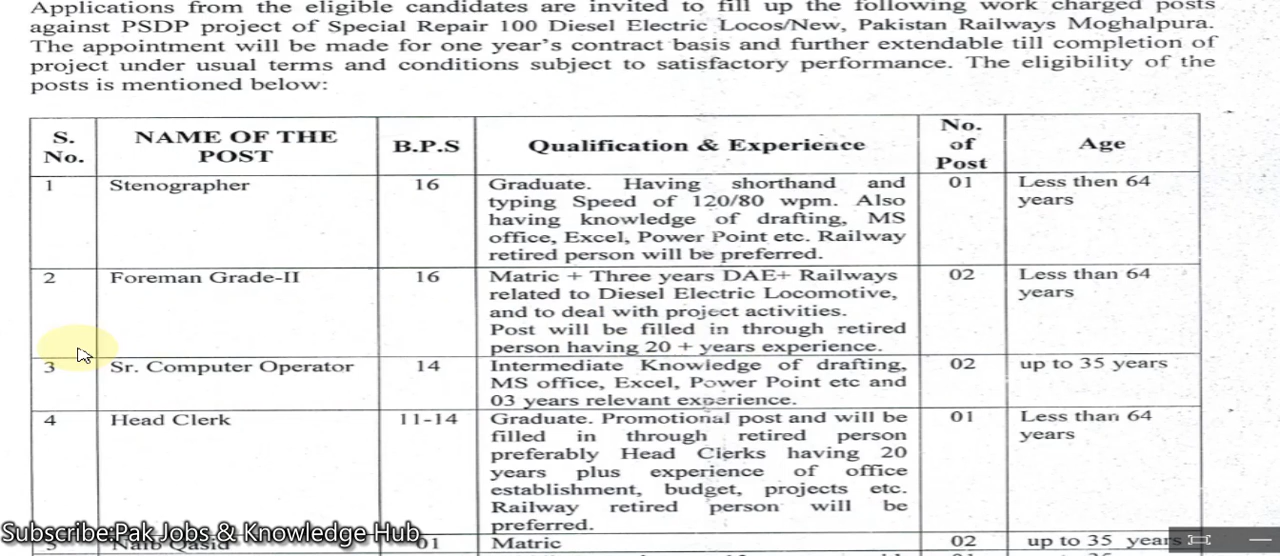 Applications from the eligible candidates are invited to fill up the following work charged posts
against PSDP project of Special Repair 100 Diesel Electric Locos/New, Pakistan Railways Moghalpura.
The appointment will be made for one year's contract basis and further extendable till completion of
project under usual terms and conditions subject to satisfactory performance. The eligibility of the
posts is mentioned below:
S. No. NAME OF THE POST B.P.S Qualification & Experience No. of Post Age
1 Stenographer 16 Graduate. Having shorthand and 01 Less then 64
typing Speed of 120/80 wpm. Also years
having knowledge of drafting, MS
office, Excel, Power Point etc. Railway
retired person will be preferred.
2 Foreman Grade-II 16 Matric + Three years DAE+ Railways 02 Less than 64
related to Diesel Electric Locomotive, years
and to deal with project activities.
Post will be filled in through retired
person having 20 + years experience.
3 Sr. Computer Operator 14 Intermediate Knowledge of drafting, 02 up to 35 years
MS office, Excel, Power Point etc and
03 years relevant experience.
4 Head Clerk 11-14 Graduate. Promotional post and will be 01 Less than 64
filled in through retired person years
preferably Head Clerks having 20
years plus experience of office
establishment, budget, projects etc.
Railway retired person will be
preferred.
Subscribe:Pak Jobs & Knowledge Hub
5 Naib Qasid 01 Matric 02 up to 35 years